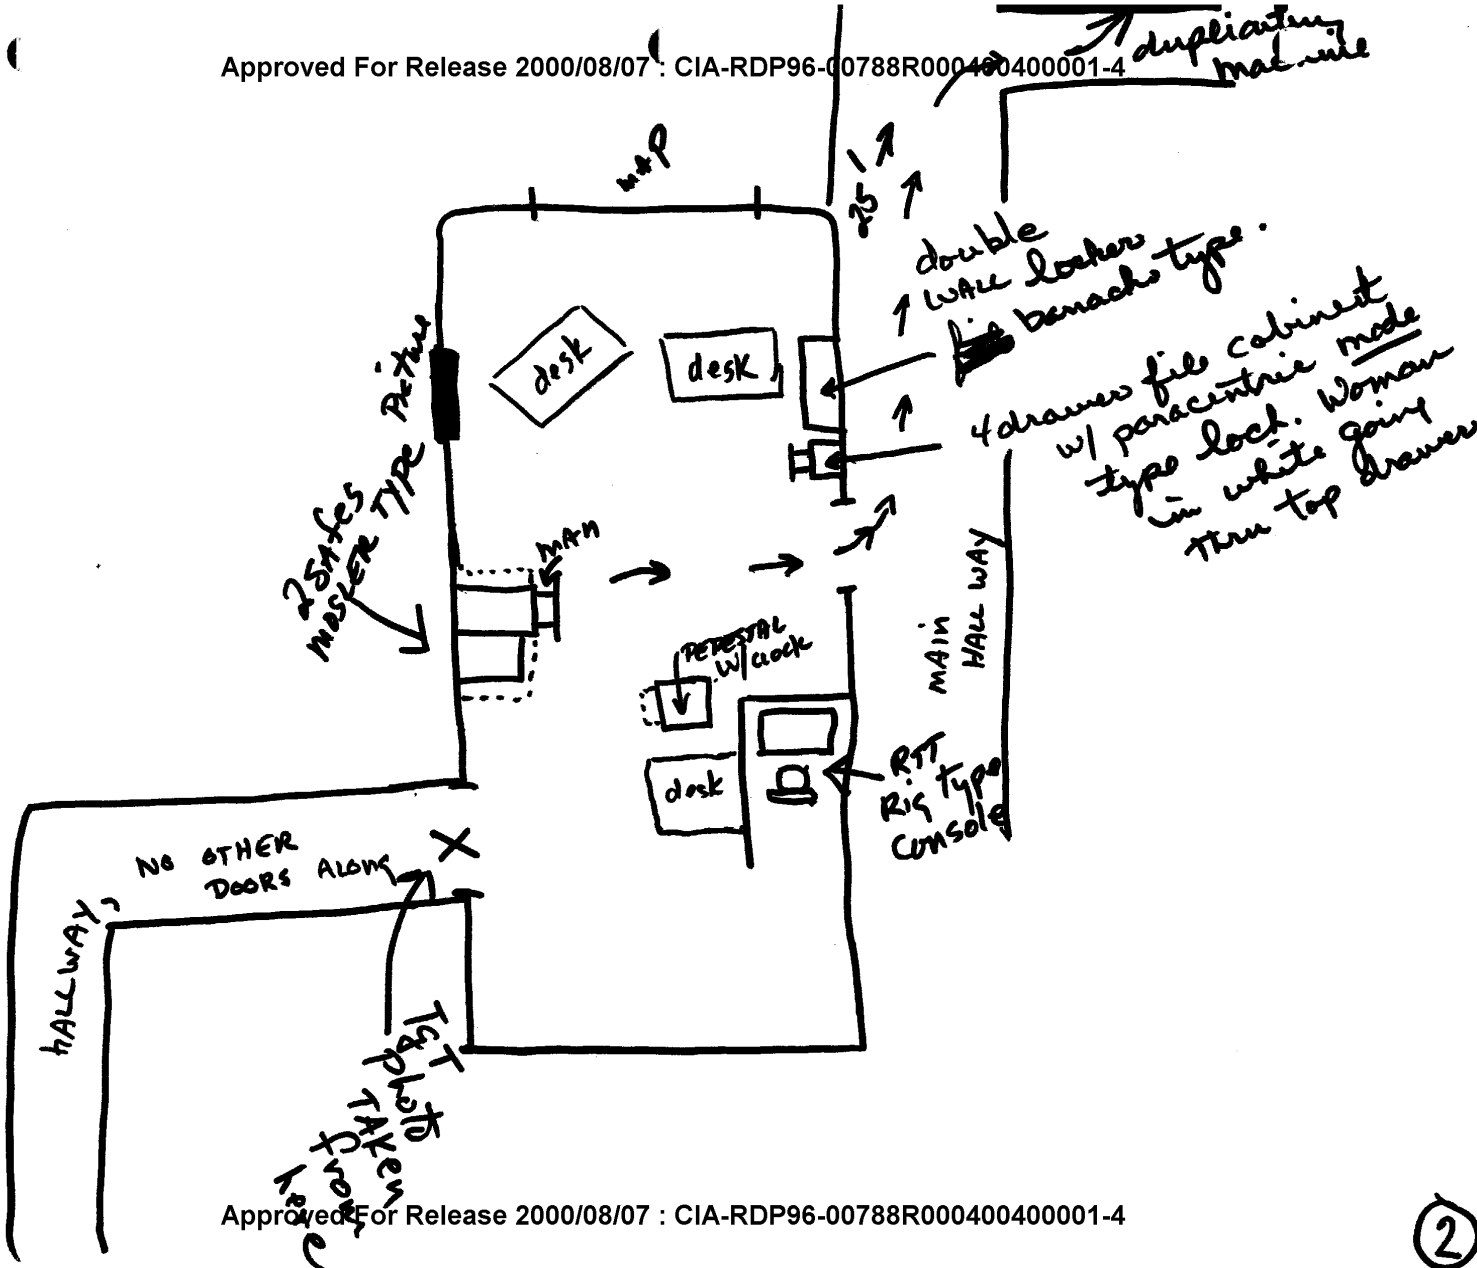 Approved For Release 2000/08/07 : CIA-RDP96-00788R000400400001-4
duplicating
machine
MAP
25'
double
WALL locker
barracks type.
4 drawer file cabinet
w/ paracentric made
type lock. Woman
in white going
thru top drawer
Picture
desk
desk
2 SAfes
MOSLER TYPE
MAN
MAIN
HALL WAY
PEDESTAL
W/clock
desk
RTT
Rig type
console
NO OTHER
DOORS ALONG
hALLWAY,
TGT
photo
TAKEN
from
here
Approved For Release 2000/08/07 : CIA-RDP96-00788R000400400001-4
2